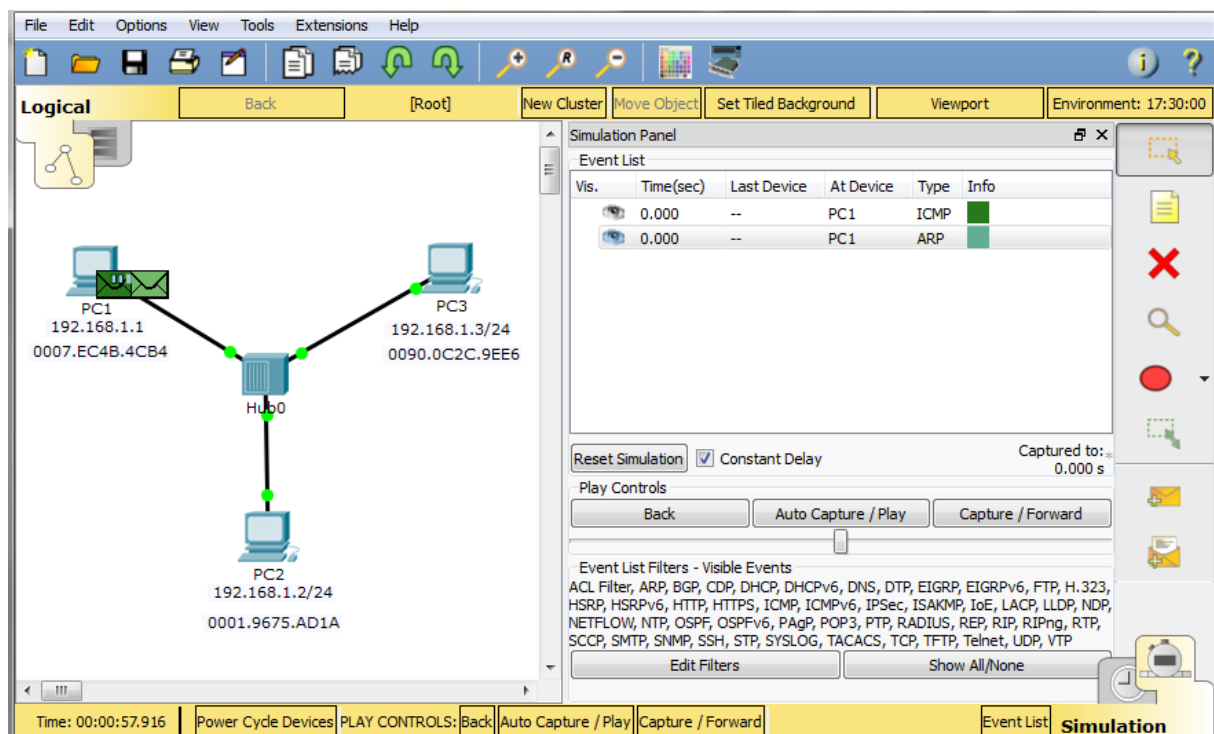 File Edit Options View Tools Extensions Help
Logical Back [Root] New Cluster Move Object Set Tiled Background Viewport Environment: 17:30:00
PC1
192.168.1.1
0007.EC4B.4CB4
PC3
192.168.1.3/24
0090.0C2C.9EE6
Hub0
PC2
192.168.1.2/24
0001.9675.AD1A
Simulation Panel
Event List
Vis. Time(sec) Last Device At Device Type Info
0.000 -- PC1 ICMP
0.000 -- PC1 ARP
Reset Simulation Constant Delay Captured to:
0.000 s
Play Controls
Back Auto Capture / Play Capture / Forward
Event List Filters - Visible Events
ACL Filter, ARP, BGP, CDP, DHCP, DHCPv6, DNS, DTP, EIGRP, EIGRPv6, FTP, H.323,
HSRP, HSRPv6, HTTP, HTTPS, ICMP, ICMPv6, IPSec, ISAKMP, IoE, LACP, LLDP, NDP,
NETFLOW, NTP, OSPF, OSPFv6, PAgP, POP3, PTP, RADIUS, REP, RIP, RIPng, RTP,
SCCP, SMTP, SNMP, SSH, STP, SYSLOG, TACACS, TCP, TFTP, Telnet, UDP, VTP
Edit Filters Show All/None
Time: 00:00:57.916 Power Cycle Devices PLAY CONTROLS: Back Auto Capture / Play Capture / Forward Event List Simulation